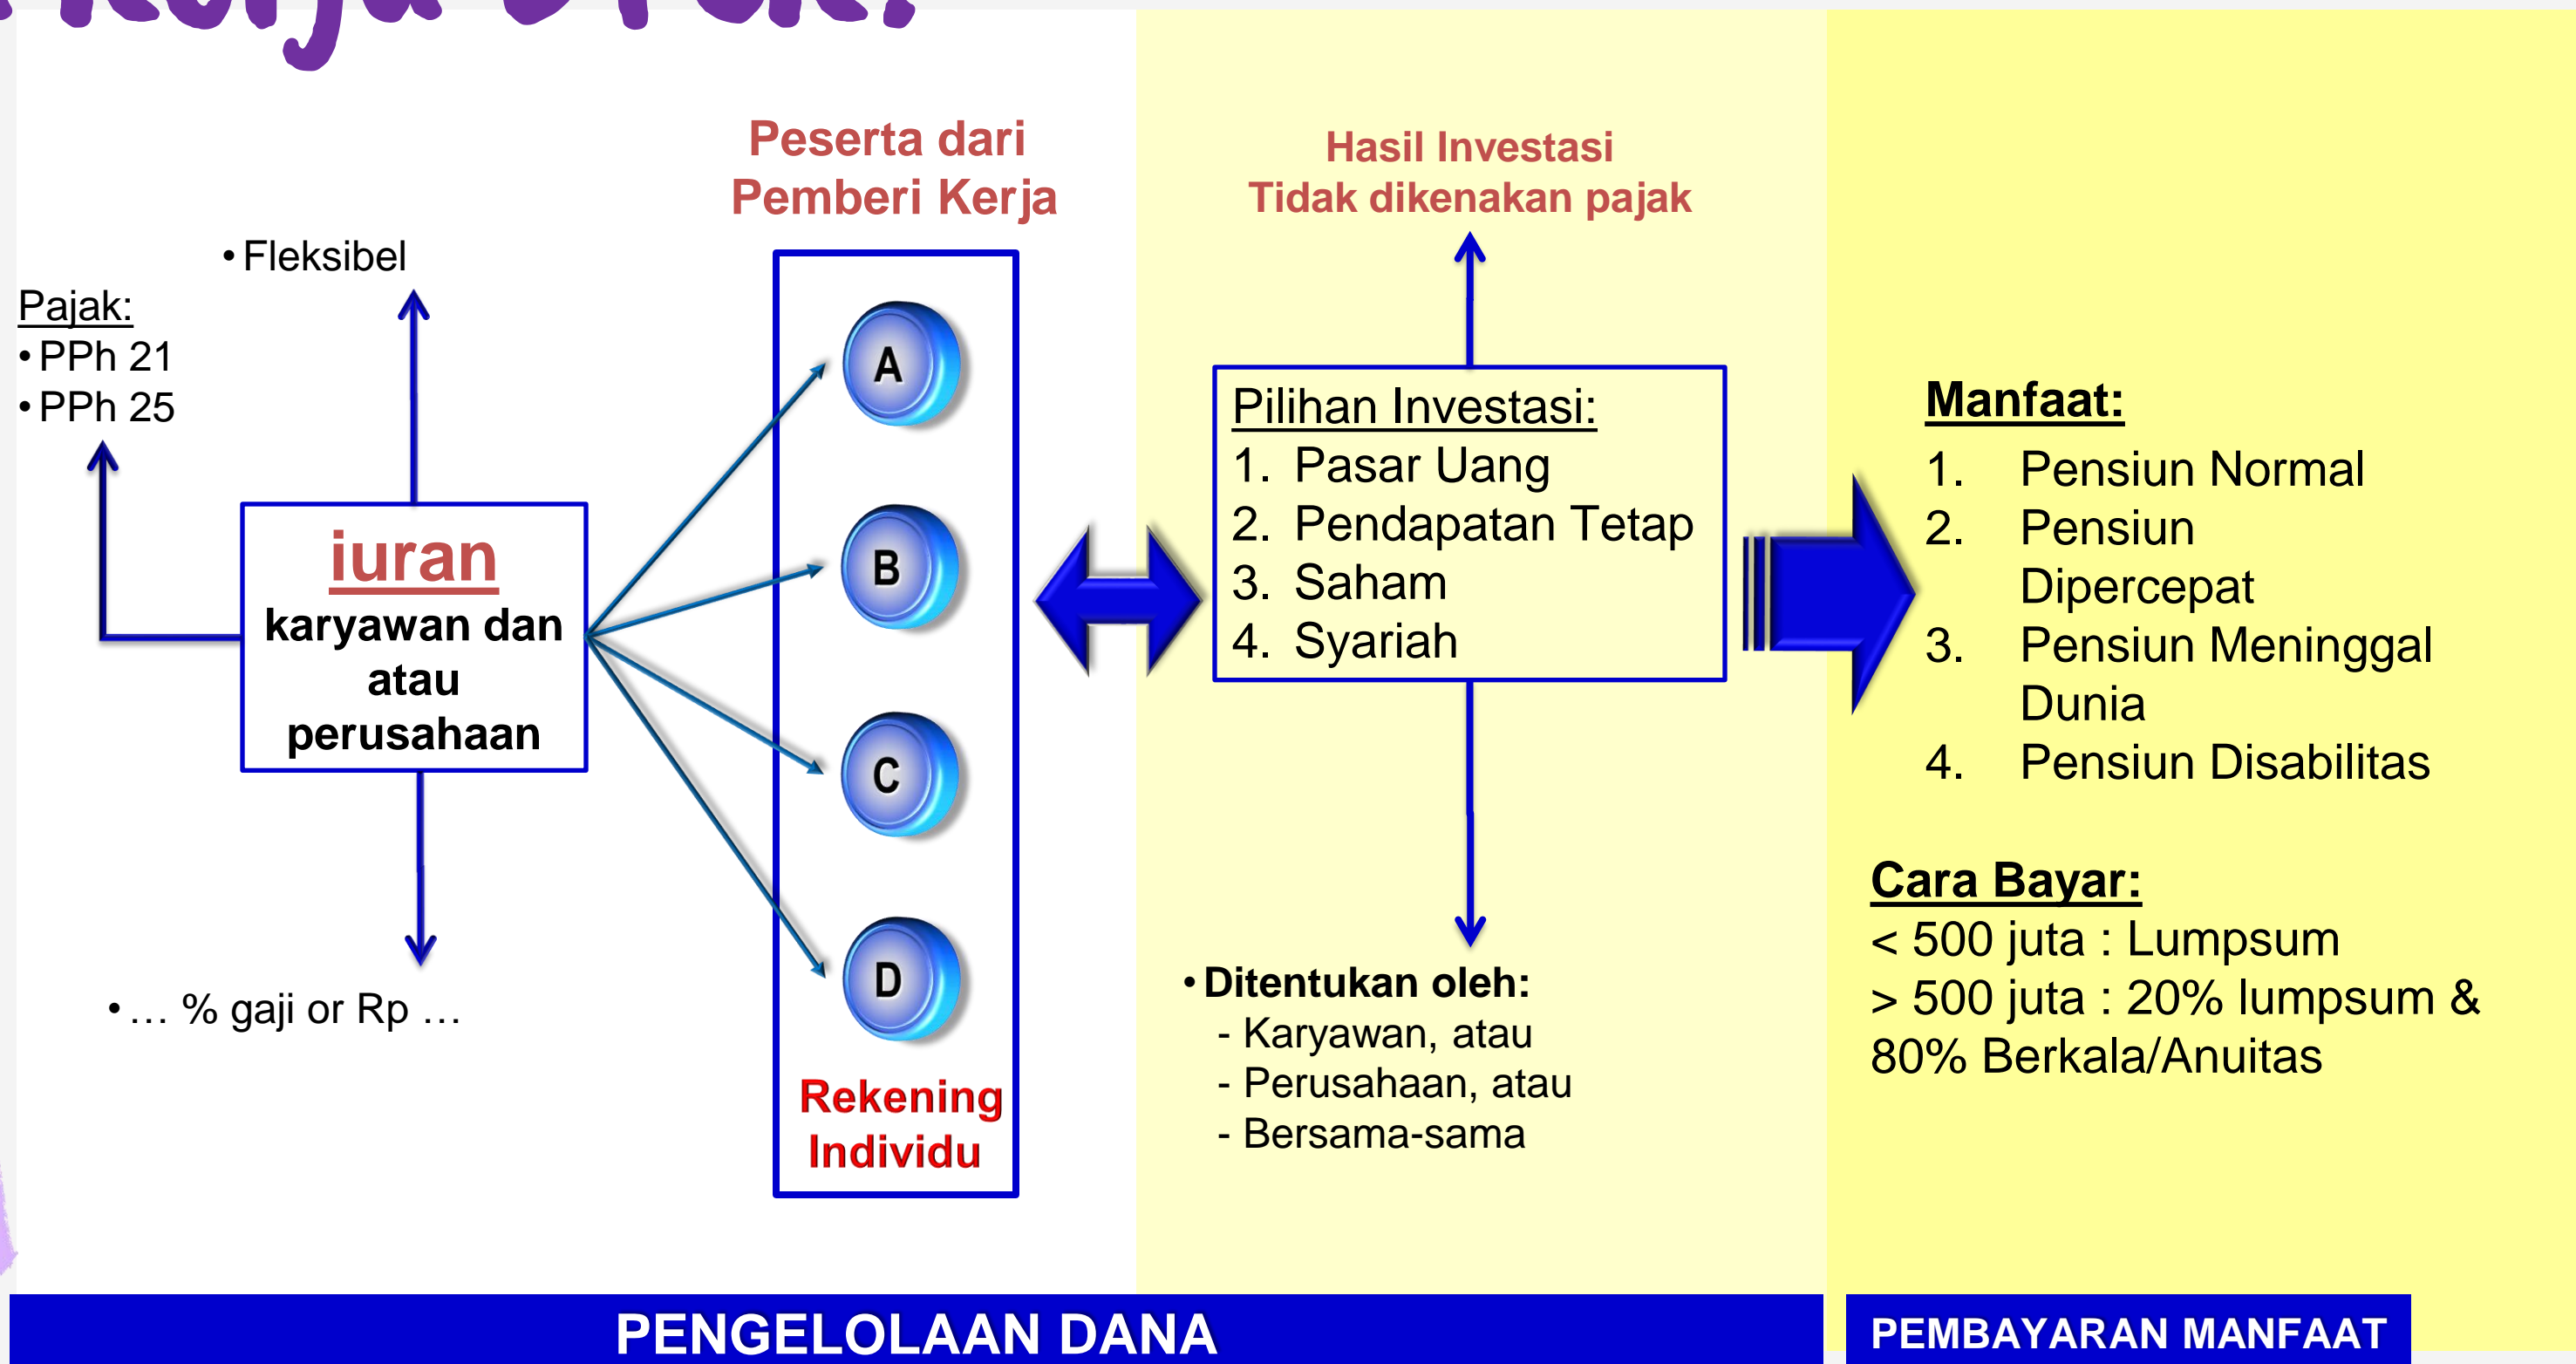 Peserta dari
Pemberi Kerja
• Fleksibel
Pajak:
• PPh 21
• PPh 25
iuran
karyawan dan
atau
perusahaan
• ... % gaji or Rp ...
A
B
C
D
Rekening
Individu
Hasil Investasi
Tidak dikenakan pajak
Pilihan Investasi:
1. Pasar Uang
2. Pendapatan Tetap
3. Saham
4. Syariah
• Ditentukan oleh:
- Karyawan, atau
- Perusahaan, atau
- Bersama-sama
Manfaat:
1. Pensiun Normal
2. Pensiun
Dipercepat
3. Pensiun Meninggal
Dunia
4. Pensiun Disabilitas
Cara Bayar:
< 500 juta : Lumpsum
> 500 juta : 20% lumpsum &
80% Berkala/Anuitas
PENGELOLAAN DANA
PEMBAYARAN MANFAAT